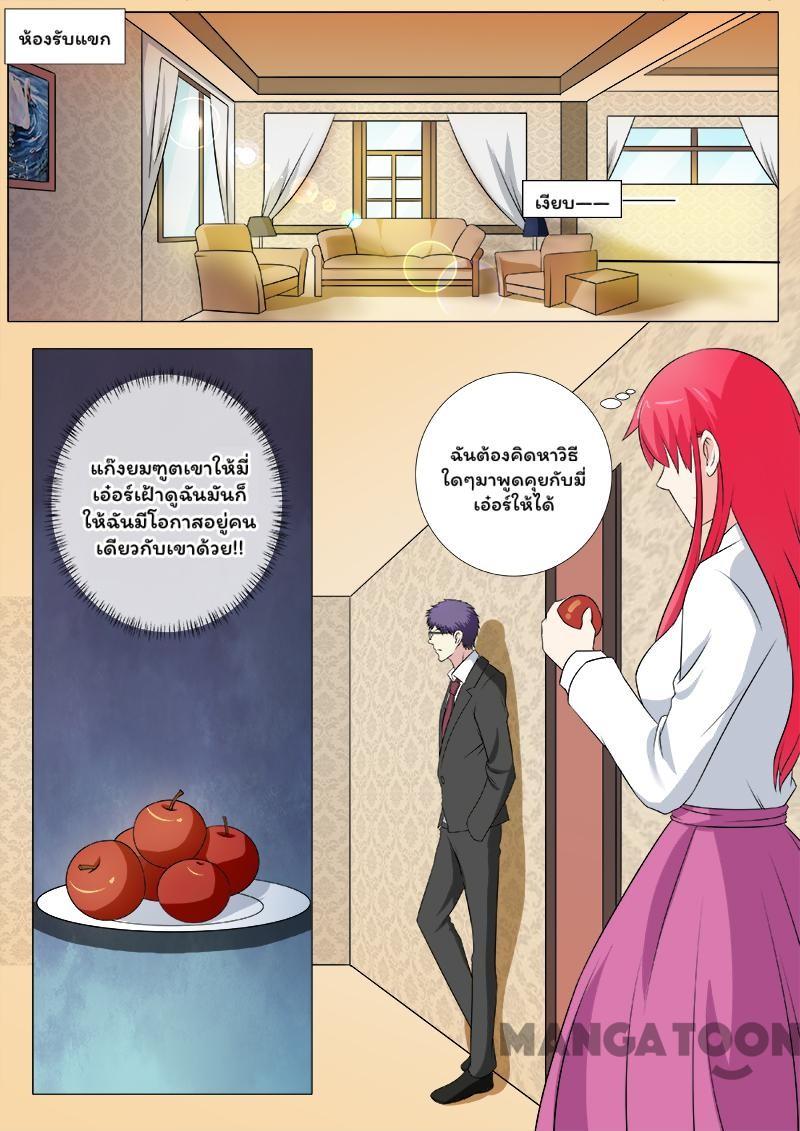 ห้องรับแขก
เงียบ——
แก๊งยมฑูตเขาให้มี่
เอ๋อร์เฝ้าดูฉันมันก็
ให้ฉันมีโอกาสอยู่คน
เดียวกับเขาด้วย!!
ฉันต้องคิดหาวิธี
ใดๆมาพูดคุยกับมี่
เอ๋อร์ให้ได้
MANGATOON